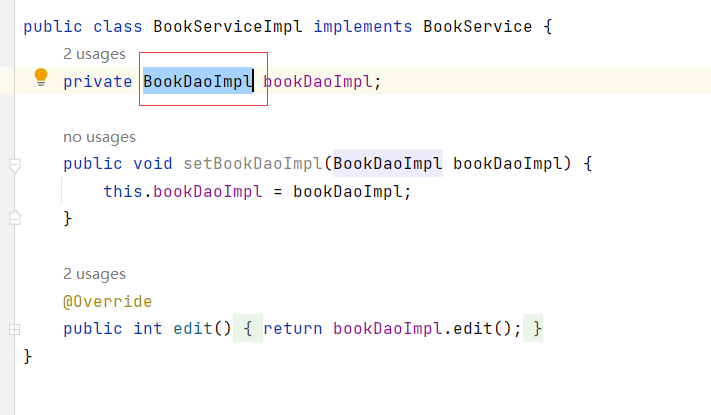 public class BookServiceImpl implements BookService {
2 usages
private BookDaoImpl bookDaoImpl;
no usages
public void setBookDaoImpl(BookDaoImpl bookDaoImpl) {
this.bookDaoImpl = bookDaoImpl;
}
2 usages
@Override
public int edit() { return bookDaoImpl.edit(); }
}